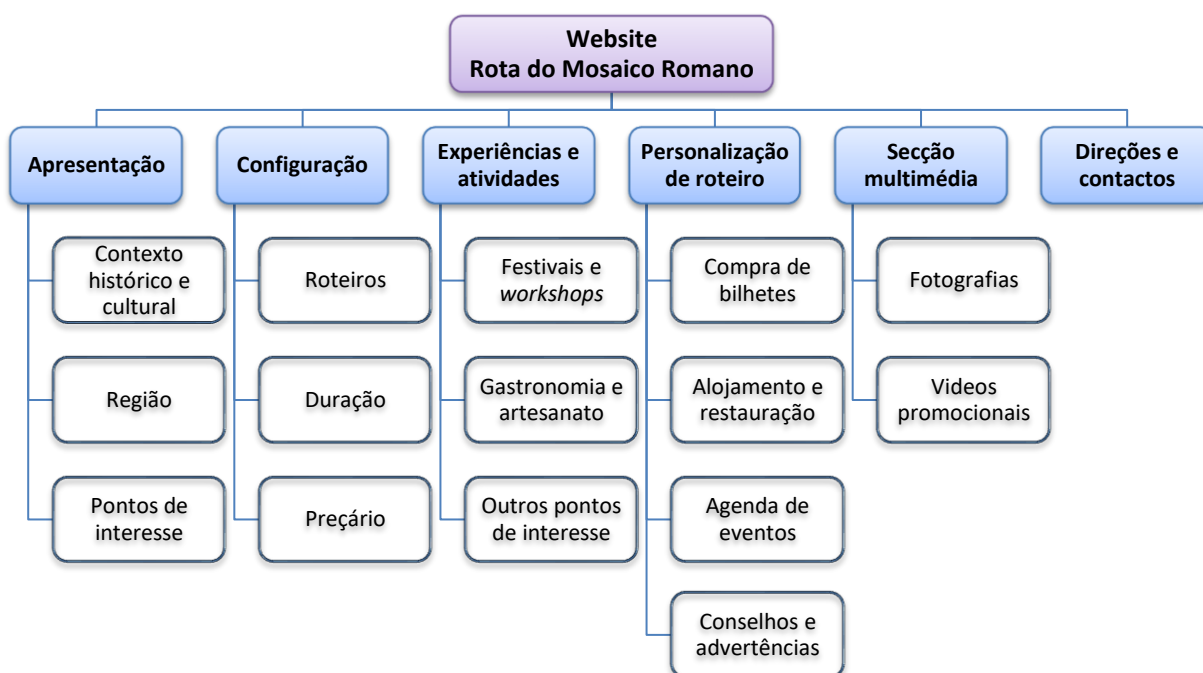 Website
Rota do Mosaico Romano
Apresentação
Configuração
Experiências e
atividades
Personalização
de roteiro
Secção
multimédia
Direções e
contactos
Contexto
histórico e
cultural
Roteiros
Festivais e
workshops
Compra de
bilhetes
Fotografias
Região
Duração
Gastronomia e
artesanato
Alojamento e
restauração
Videos
promocionais
Pontos de
interesse
Preçário
Outros pontos
de interesse
Agenda de
eventos
Conselhos e
advertências